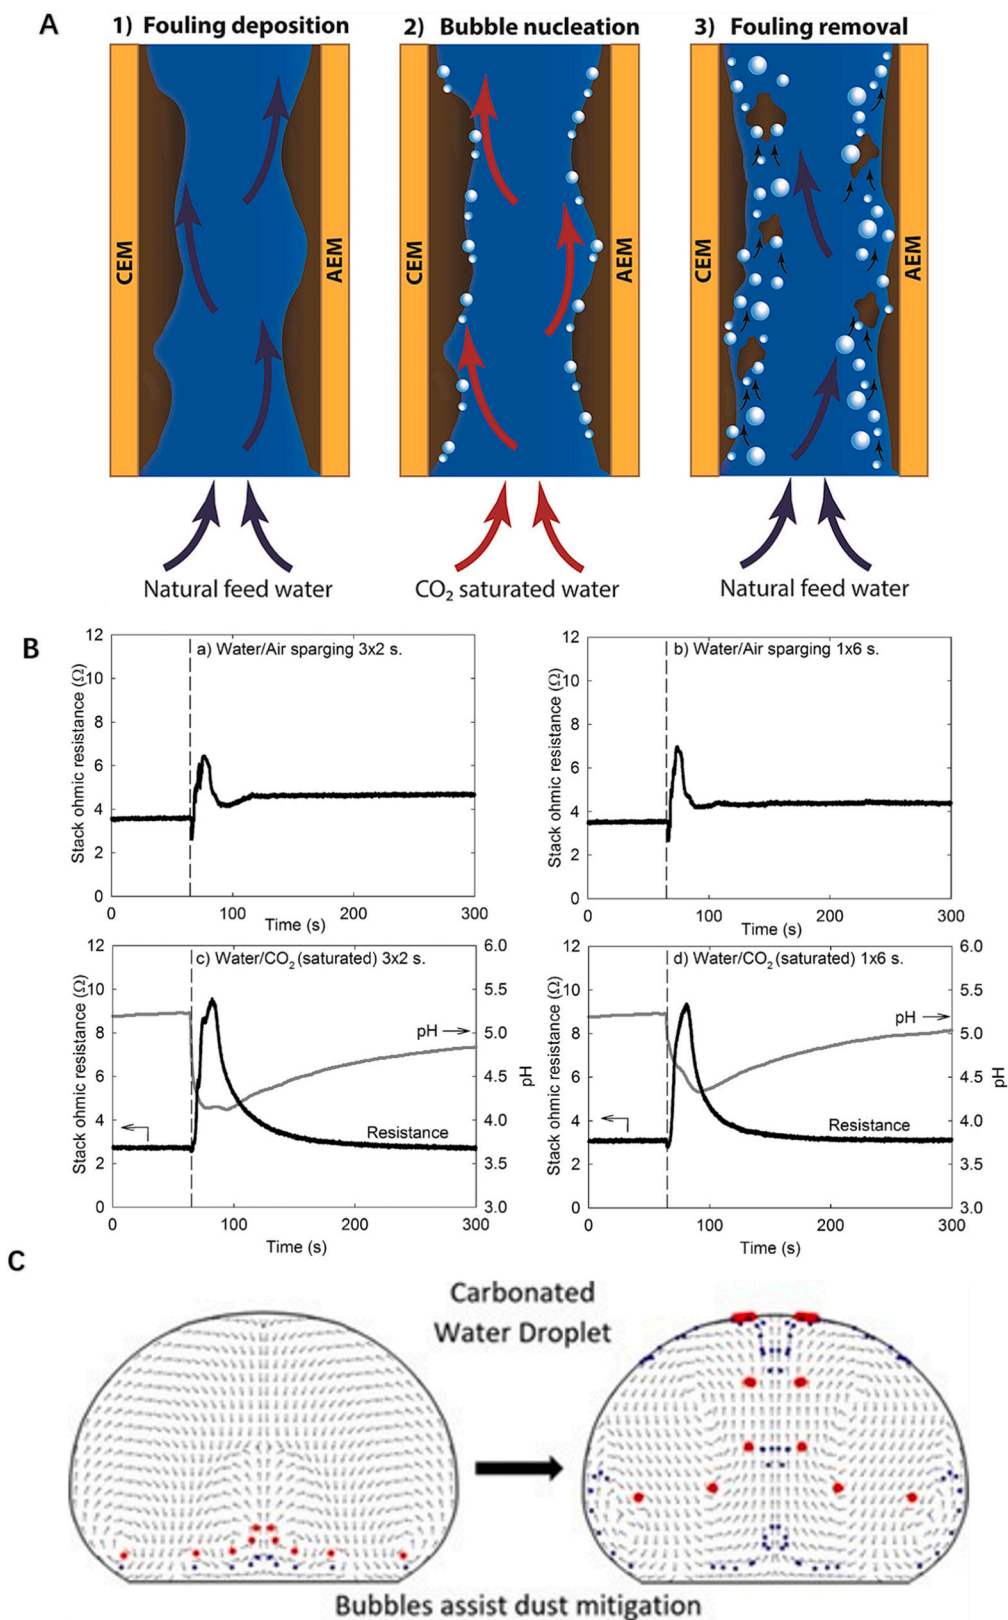 A
1) Fouling deposition
2) Bubble nucleation
3) Fouling removal
CEM
AEM
CEM
AEM
CEM
AEM
Natural feed water
CO₂ saturated water
Natural feed water
B
a) Water/Air sparging 3x2 s.
Stack ohmic resistance (Ω)
12
10
8
6
4
2
0
0 100 200 300
Time (s)
b) Water/Air sparging 1x6 s.
Stack ohmic resistance (Ω)
12
10
8
6
4
2
0
0 100 200 300
Time (s)
c) Water/CO₂ (saturated) 3x2 s.
Stack ohmic resistance (Ω)
12
10
8
6
4
2
0
pH
Resistance
6.0
5.5
5.0
4.5
4.0
3.5
3.0
pH
0 100 200 300
Time (s)
d) Water/CO₂ (saturated) 1x6 s.
Stack ohmic resistance (Ω)
12
10
8
6
4
2
0
pH
Resistance
6.0
5.5
5.0
4.5
4.0
3.5
3.0
pH
0 100 200 300
Time (s)
C
Carbonated
Water Droplet
Bubbles assist dust mitigation